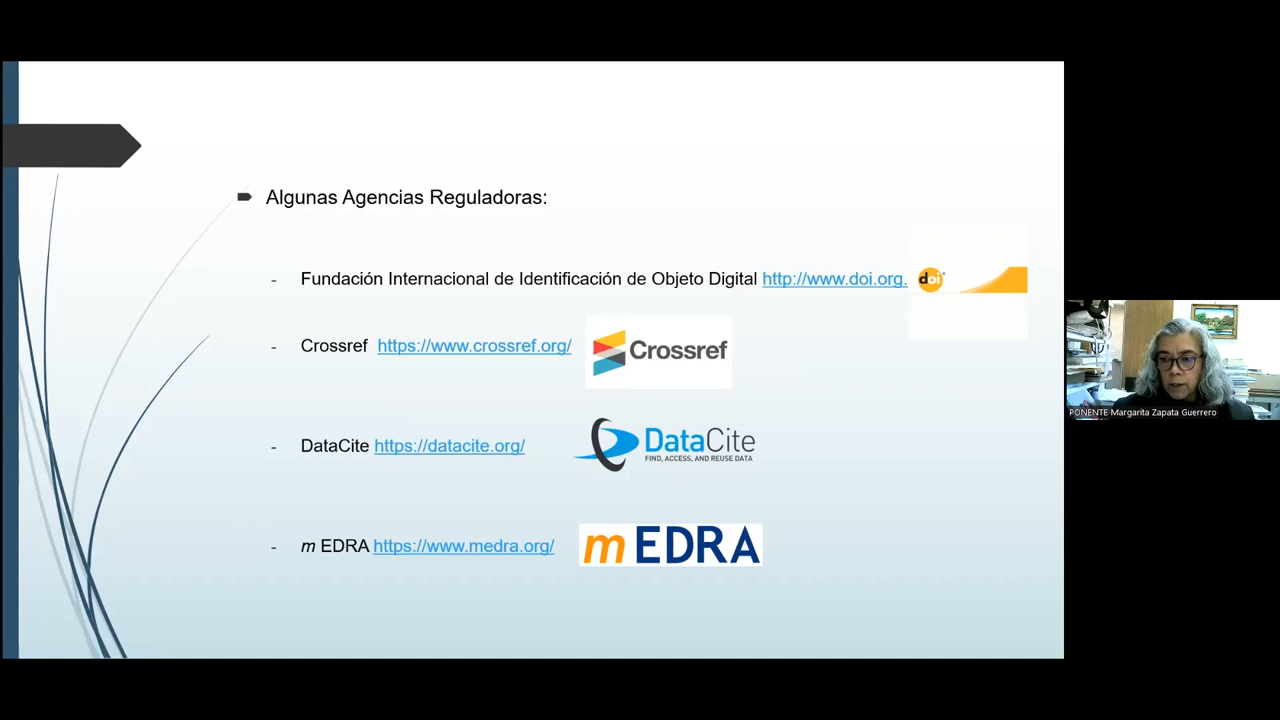 Algunas Agencias Reguladoras:
- Fundación Internacional de Identificación de Objeto Digital http://www.doi.org.
doi®
- Crossref https://www.crossref.org/
Crossref
- DataCite https://datacite.org/
DataCite
FIND, ACCESS, AND REUSE DATA
- m EDRA https://www.medra.org/
m EDRA
PONENTE Margarita Zapata Guerrero